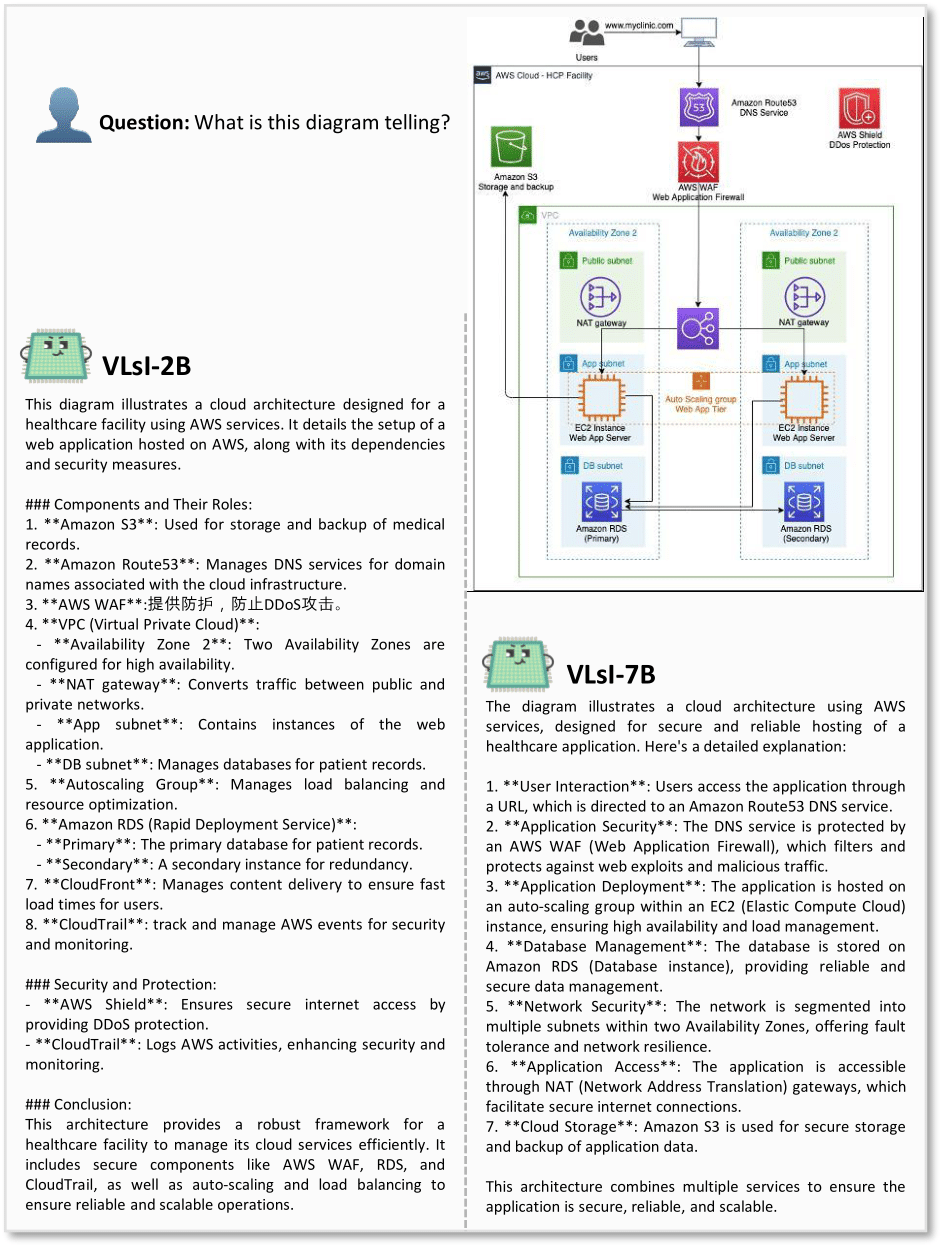 Question: What is this diagram telling?
www.myclinic.com
Users
aws
AWS Cloud - HCP Facility
53
Amazon Route53
DNS Service
AWS Shield
DDos Protection
Amazon S3
Storage and backup
AWS WAF
Web Application Firewall
VPC
Availability Zone 2
Availability Zone 2
Public subnet
Public subnet
NAT gateway
NAT gateway
App subnet
App subnet
Auto Scaling group
Web App Tier
EC2 Instance
Web App Server
EC2 Instance
Web App Server
DB subnet
DB subnet
Amazon RDS
(Primary)
Amazon RDS
(Secondary)
VLsI-2B
This diagram illustrates a cloud architecture designed for a
healthcare facility using AWS services. It details the setup of a
web application hosted on AWS, along with its dependencies
and security measures.
### Components and Their Roles:
1. **Amazon S3**: Used for storage and backup of medical
records.
2. **Amazon Route53**: Manages DNS services for domain
names associated with the cloud infrastructure.
3. **AWS WAF**:提供防护，防止DDoS攻击。
4. **VPC (Virtual Private Cloud)**:
- **Availability Zone 2**: Two Availability Zones are
configured for high availability.
- **NAT gateway**: Converts traffic between public and
private networks.
- **App subnet**: Contains instances of the web
application.
- **DB subnet**: Manages databases for patient records.
5. **Autoscaling Group**: Manages load balancing and
resource optimization.
6. **Amazon RDS (Rapid Deployment Service)**:
- **Primary**: The primary database for patient records.
- **Secondary**: A secondary instance for redundancy.
7. **CloudFront**: Manages content delivery to ensure fast
load times for users.
8. **CloudTrail**: track and manage AWS events for security
and monitoring.
### Security and Protection:
- **AWS Shield**: Ensures secure internet access by
providing DDoS protection.
- **CloudTrail**: Logs AWS activities, enhancing security and
monitoring.
### Conclusion:
This architecture provides a robust framework for a
healthcare facility to manage its cloud services efficiently. It
includes secure components like AWS WAF, RDS, and
CloudTrail, as well as auto-scaling and load balancing to
ensure reliable and scalable operations.
VLsI-7B
The diagram illustrates a cloud architecture using AWS
services, designed for secure and reliable hosting of a
healthcare application. Here's a detailed explanation:
1. **User Interaction**: Users access the application through
a URL, which is directed to an Amazon Route53 DNS service.
2. **Application Security**: The DNS service is protected by
an AWS WAF (Web Application Firewall), which filters and
protects against web exploits and malicious traffic.
3. **Application Deployment**: The application is hosted on
an auto-scaling group within an EC2 (Elastic Compute Cloud)
instance, ensuring high availability and load management.
4. **Database Management**: The database is stored on
Amazon RDS (Database instance), providing reliable and
secure data management.
5. **Network Security**: The network is segmented into
multiple subnets within two Availability Zones, offering fault
tolerance and network resilience.
6. **Application Access**: The application is accessible
through NAT (Network Address Translation) gateways, which
facilitate secure internet connections.
7. **Cloud Storage**: Amazon S3 is used for secure storage
and backup of application data.
This architecture combines multiple services to ensure the
application is secure, reliable, and scalable.